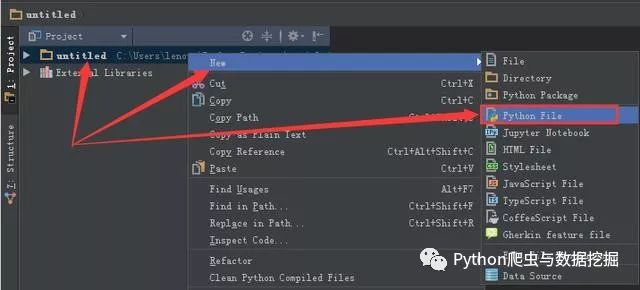 untitled
Project
1: Project
7: Structure
untitled C:\Users\leno
External Libraries
New
Cut Ctrl+X
Copy Ctrl+C
Copy Path
Copy as Plain Text
Copy Reference Ctrl+Alt+Shift+C
Paste Ctrl+V
Find Usages Alt+F7
Find in Path... Ctrl+Shift+F
Replace in Path... Ctrl+Shift+R
Inspect Code...
Refactor
Clean Python Compiled Files
File
Directory
Python Package
Python File
Jupyter Notebook
HTML File
Stylesheet
JavaScript File
TypeScript File
CoffeeScript File
Gherkin feature file
Data Source
Python爬虫与数据挖掘